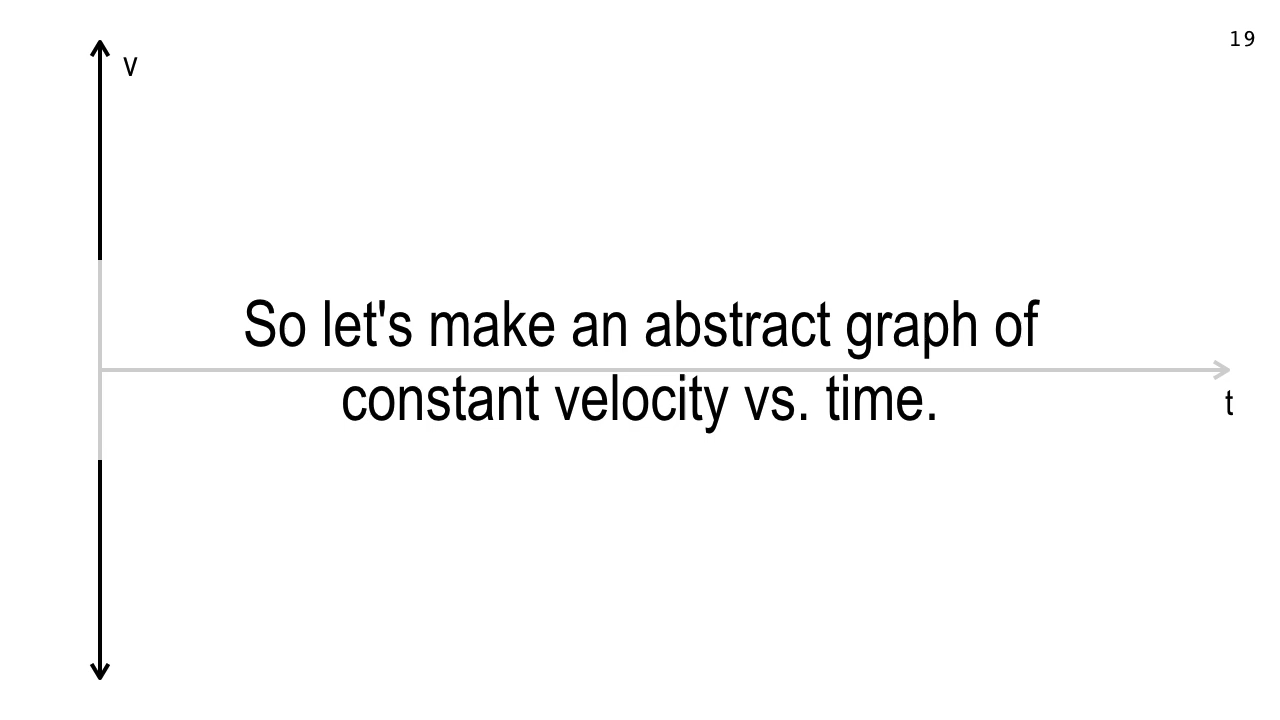 19
v
So let's make an abstract graph of
constant velocity vs. time.
t